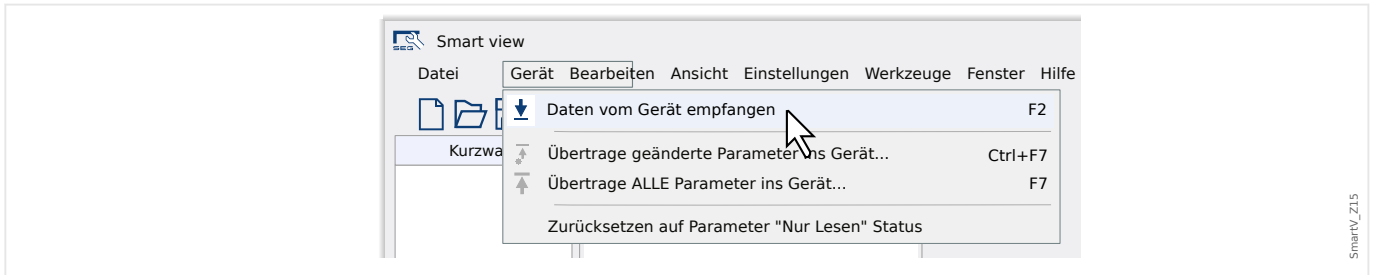 SEG
Smart view
Datei Gerät Bearbeiten Ansicht Einstellungen Werkzeuge Fenster Hilfe
Daten vom Gerät empfangen F2
Kurzwa
Übertrage geänderte Parameter ins Gerät... Ctrl+F7
Übertrage ALLE Parameter ins Gerät... F7
Zurücksetzen auf Parameter "Nur Lesen" Status
SmartV_Z15